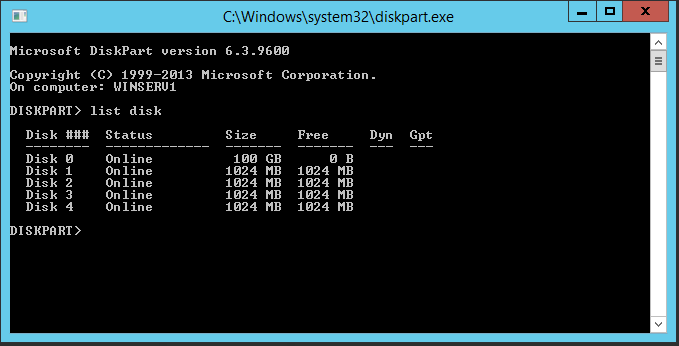 C:\Windows\system32\diskpart.exe
Microsoft DiskPart version 6.3.9600
Copyright (C) 1999-2013 Microsoft Corporation.
On computer: WINSERV1
DISKPART> list disk
  Disk ###  Status         Size     Free     Dyn  Gpt
  --------  -------------  -------  -------  ---  ---
  Disk 0    Online          100 GB      0 B
  Disk 1    Online         1024 MB  1024 MB
  Disk 2    Online         1024 MB  1024 MB
  Disk 3    Online         1024 MB  1024 MB
  Disk 4    Online         1024 MB  1024 MB
DISKPART>